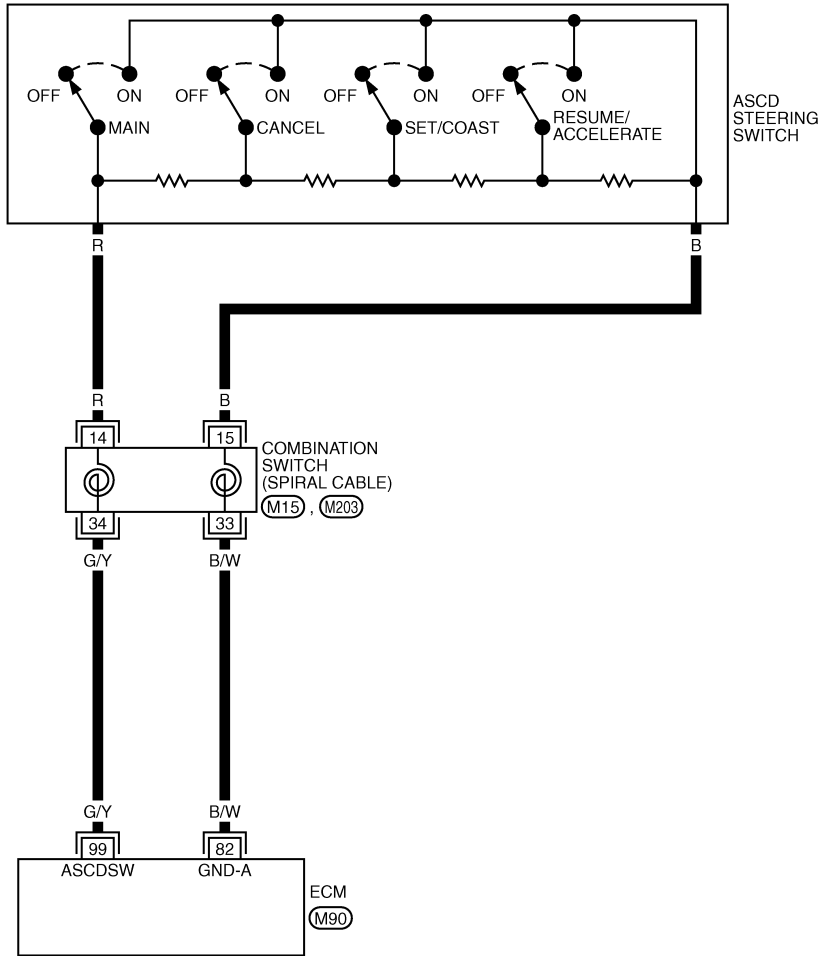 OFF ON OFF ON OFF ON OFF ON
MAIN CANCEL SET/COAST RESUME/
ACCELERATE
ASCD
STEERING
SWITCH
R B
R B
14 15
COMBINATION
SWITCH
(SPIRAL CABLE)
M15 , M203
34 33
G/Y B/W
G/Y B/W
99 82
ASCDSW GND-A
ECM
M90